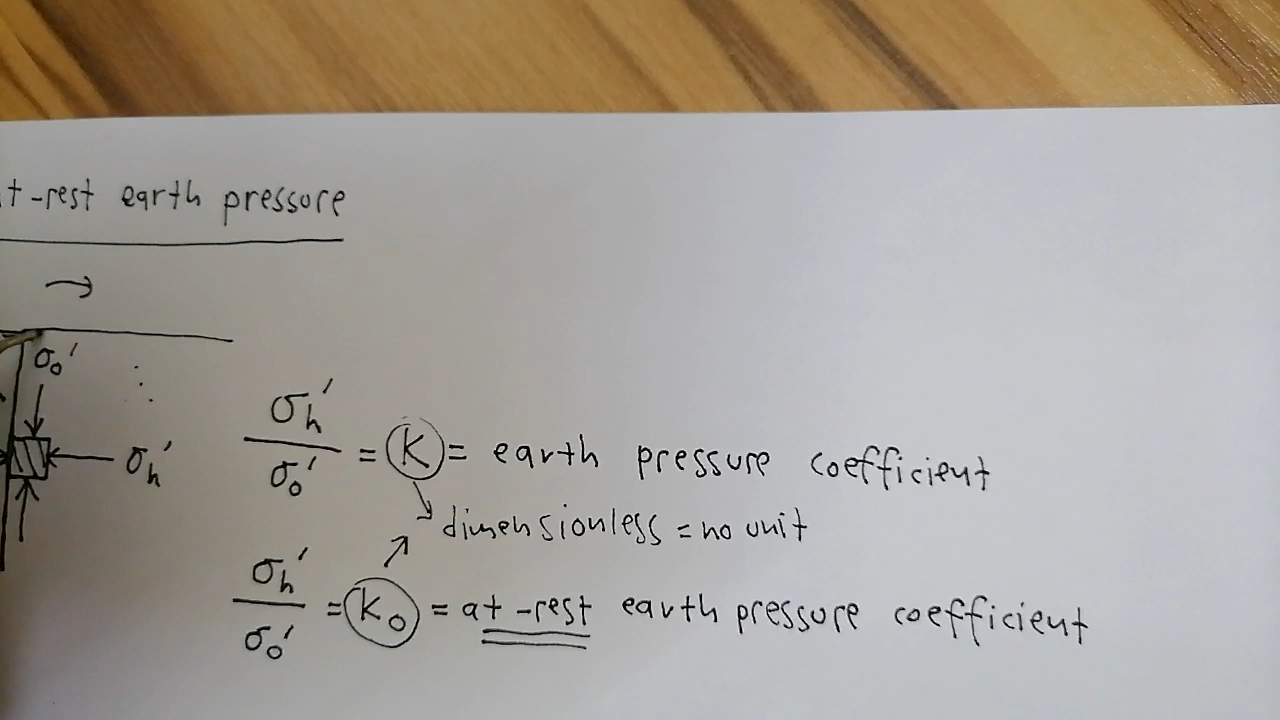 t-rest earth pressure
σ₀'
σₕ'
σₕ'/σ₀' = K = earth pressure coefficient
dimensionless = no unit
σₕ'/σ₀' = K₀ = at-rest earth pressure coefficient